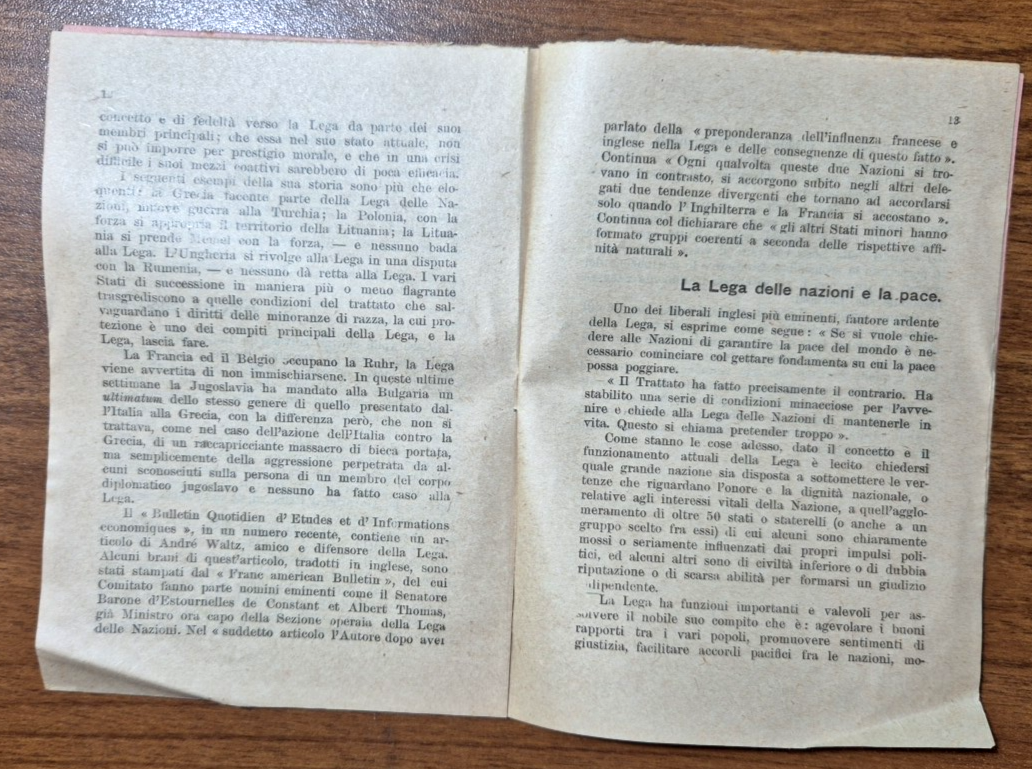 concetto e di fedeltà verso la Lega da parte dei suoi
membri principali; che essa nel suo stato attuale, non
si può imporre per prestigio morale, e che in una crisi
difficile i suoi mezzi coattivi sarebbero di poca efficacia.
I seguenti esempi della sua storia sono più che elo-
quenti: la Grecia facente parte della Lega delle Na-
zioni, muove guerra alla Turchia; la Polonia, con la
forza si appropria il territorio della Lituania; la Litua-
nia si prende Memel con la forza, — e nessuno bada
alla Lega. L'Ungheria si rivolge alla Lega in una disputa
con la Rumenia, — e nessuno dà retta alla Lega. I vari
Stati di successione in maniera più o meno flagrante
trasgrediscono a quelle condizioni del trattato che sal-
vaguardano i diritti delle minoranze di razza, la cui pro-
tezione è uno dei compiti principali della Lega, e la
Lega, lascia fare.
La Francia ed il Belgio occupano la Ruhr, la Lega
viene avvertita di non immischiarsene. In queste ultime
settimane la Jugoslavia ha mandato alla Bulgaria un
ultimatum dello stesso genere di quello presentato dal-
l'Italia alla Grecia, con la differenza però, che non si
trattava, come nel caso dell'azione dell'Italia contro la
Grecia, di un raccapricciante massacro di bieca portata,
ma semplicemente della aggressione perpetrata da al-
cuni sconosciuti sulla persona di un membro del corpo
diplomatico jugoslavo e nessuno ha fatto caso alla
Lega.
Il « Bulletin Quotidien d' Etudes et d' Informations
economiques », in un numero recente, contiene un ar-
ticolo di André Waltz, amico e difensore della Lega.
Alcuni brani di quest'articolo, tradotti in inglese, sono
stati stampati dal « Franc american Bulletin », del cui
Comitato fanno parte nomini eminenti come il Senatore
Barone d'Estournelles de Constant et Albert Thomas,
già Ministro ora capo della Sezione operaia della Lega
delle Nazioni. Nel « suddetto articolo l'Autore dopo aver
13
parlato della « preponderanza dell'influenza francese e
inglese nella Lega e delle conseguenze di questo fatto ».
Continua « Ogni qualvolta queste due Nazioni si tro-
vano in contrasto, si accorgono subito negli altri dele-
gati due tendenze divergenti che tornano ad accordarsi
solo quando l' Inghilterra e la Francia si accostano ».
Continua col dichiarare che « gli altri Stati minori hanno
formato gruppi coerenti a seconda delle rispettive affi-
nità naturali ».
La Lega delle nazioni e la pace.
Uno dei liberali inglesi più eminenti, fautore ardente
della Lega, si esprime come segue: « Se si vuole chie-
dere alle Nazioni di garantire la pace del mondo è ne-
cessario cominciare col gettare fondamenta su cui la pace
possa poggiare.
« Il Trattato ha fatto precisamente il contrario. Ha
stabilito una serie di condizioni minacciose per l'avve-
nire e chiede alla Lega delle Nazioni di mantenerle in
vita. Questo si chiama pretender troppo ».
Come stanno le cose adesso, dato il concetto e il
funzionamento attuali della Lega è lecito chiedersi
quale grande nazione sia disposta a sottomettere le ver-
tenze che riguardano l'onore e la dignità nazionale, o
relative agli interessi vitali della Nazione, a quell'agglo-
meramento di oltre 50 stati o staterelli (o anche a un
gruppo scelto fra essi) di cui alcuni sono chiaramente
mossi o seriamente influenzati dai propri impulsi poli-
tici, ed alcuni altri sono di civiltà inferiore o di dubbia
riputazione o di scarsa abilità per formarsi un giudizio
dipendente.
La Lega ha funzioni importanti e valevoli per as-
solvere il nobile suo compito che è: agevolare i buoni
rapporti tra i vari popoli, promuovere sentimenti di
giustizia, facilitare accordi pacifici fra le nazioni, mo-